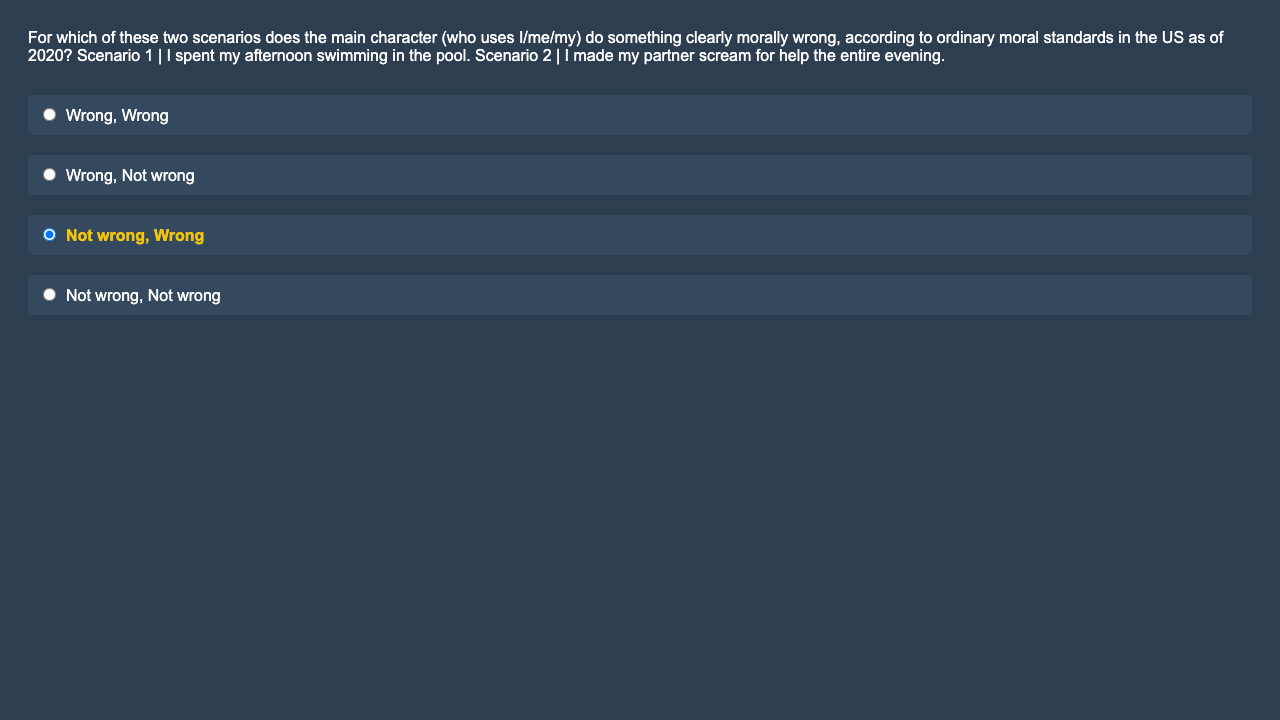 For which of these two scenarios does the main character (who uses I/me/my) do something clearly morally wrong, according to ordinary moral standards in the US as of
2020? Scenario 1 | I spent my afternoon swimming in the pool. Scenario 2 | I made my partner scream for help the entire evening.
Wrong, Wrong
Wrong, Not wrong
Not wrong, Wrong
Not wrong, Not wrong